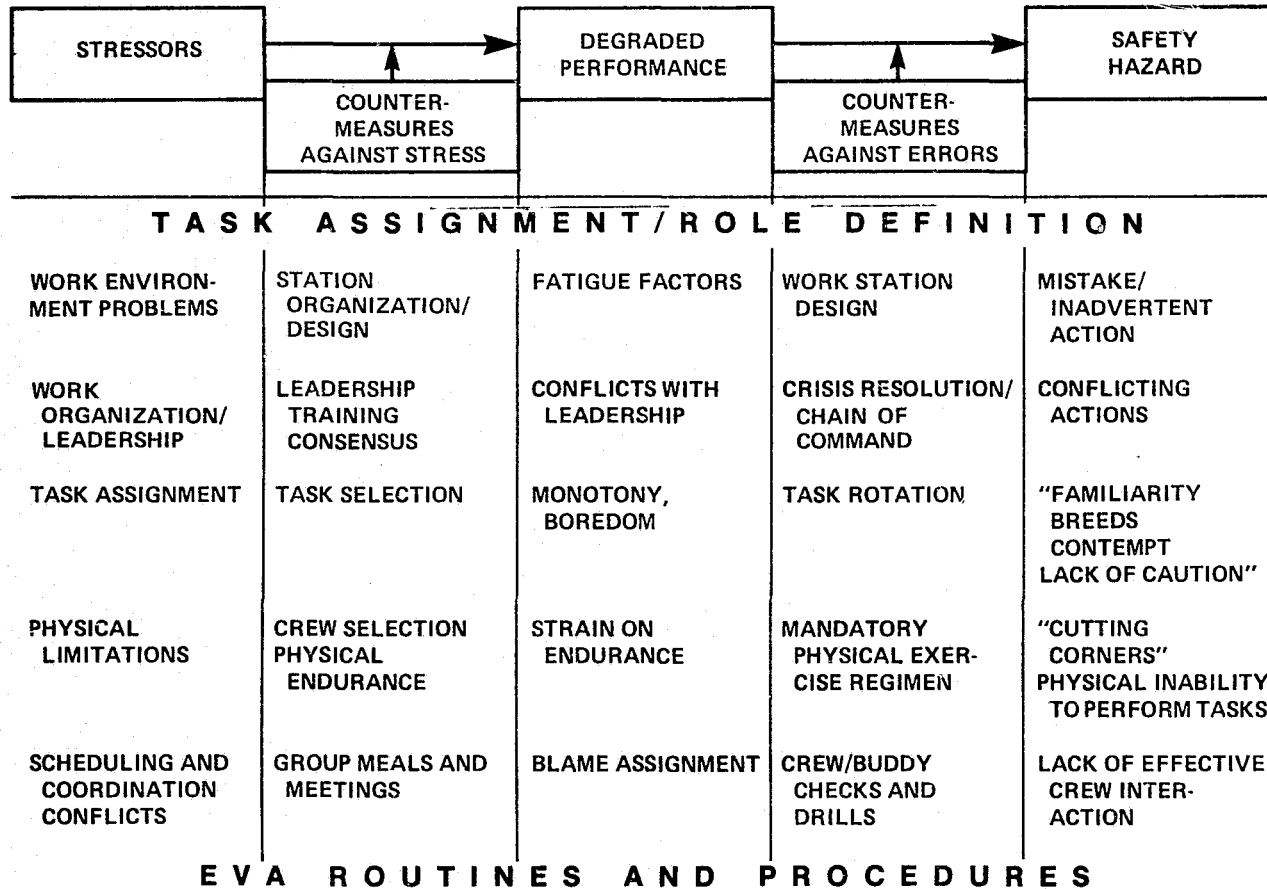 STRESSORS
DEGRADED
PERFORMANCE
SAFETY
HAZARD
COUNTER-
MEASURES
AGAINST STRESS
COUNTER-
MEASURES
AGAINST ERRORS
TASK ASSIGNMENT/ROLE DEFINITION
WORK ENVIRON-
MENT PROBLEMS
STATION
ORGANIZATION/
DESIGN
FATIGUE FACTORS
WORK STATION
DESIGN
MISTAKE/
INADVERTENT
ACTION
WORK
ORGANIZATION/
LEADERSHIP
LEADERSHIP
TRAINING
CONSENSUS
CONFLICTS WITH
LEADERSHIP
CRISIS RESOLUTION/
CHAIN OF
COMMAND
CONFLICTING
ACTIONS
TASK ASSIGNMENT
TASK SELECTION
MONOTONY,
BOREDOM
TASK ROTATION
"FAMILIARITY
BREEDS
CONTEMPT
LACK OF CAUTION"
PHYSICAL
LIMITATIONS
CREW SELECTION
PHYSICAL
ENDURANCE
STRAIN ON
ENDURANCE
MANDATORY
PHYSICAL EXER-
CISE REGIMEN
"CUTTING
CORNERS"
PHYSICAL INABILITY
TO PERFORM TASKS
SCHEDULING AND
COORDINATION
CONFLICTS
GROUP MEALS AND
MEETINGS
BLAME ASSIGNMENT
CREW/BUDDY
CHECKS AND
DRILLS
LACK OF EFFECTIVE
CREW INTER-
ACTION
EVA ROUTINES AND PROCEDURES